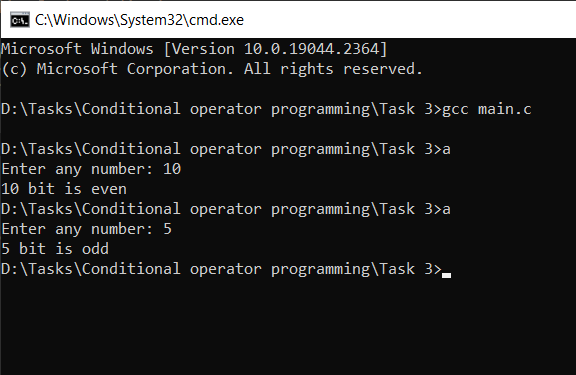 C:\Windows\System32\cmd.exe
Microsoft Windows [Version 10.0.19044.2364]
(c) Microsoft Corporation. All rights reserved.
D:\Tasks\Conditional operator programming\Task 3>gcc main.c
D:\Tasks\Conditional operator programming\Task 3>a
Enter any number: 10
10 bit is even
D:\Tasks\Conditional operator programming\Task 3>a
Enter any number: 5
5 bit is odd
D:\Tasks\Conditional operator programming\Task 3>